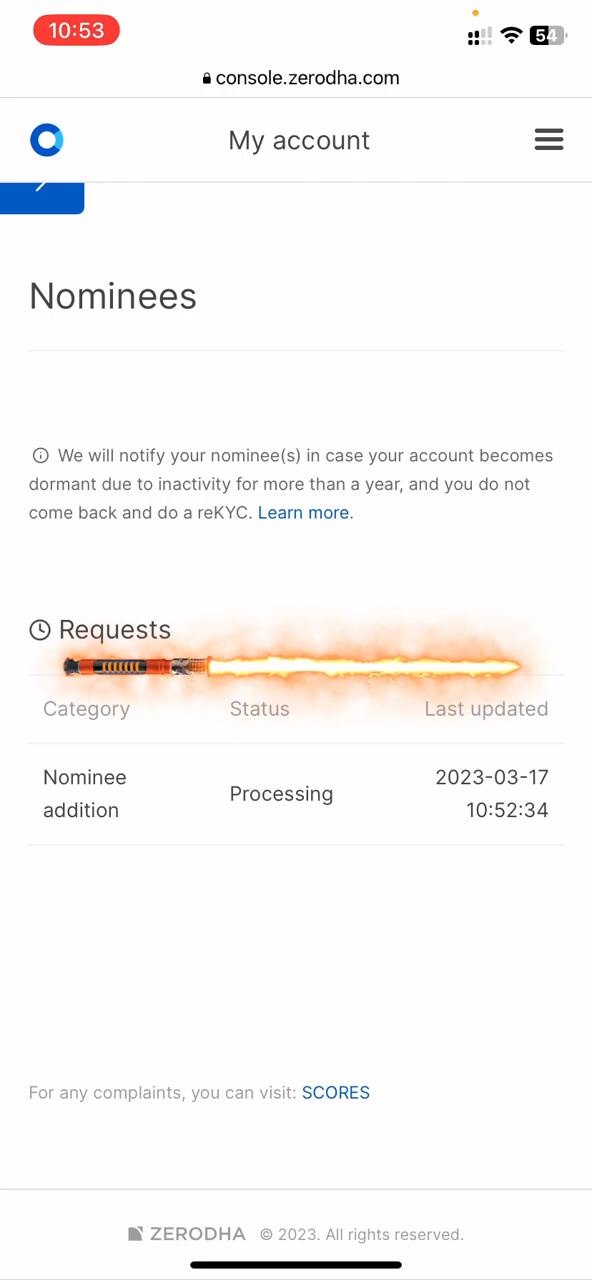 10:53
54
console.zerodha.com
My account
Nominees
We will notify your nominee(s) in case your account becomes
dormant due to inactivity for more than a year, and you do not
come back and do a reKYC. Learn more.
Requests
Category Status Last updated
Nominee addition Processing 2023-03-17 10:52:34
For any complaints, you can visit: SCORES
ZERODHA © 2023. All rights reserved.